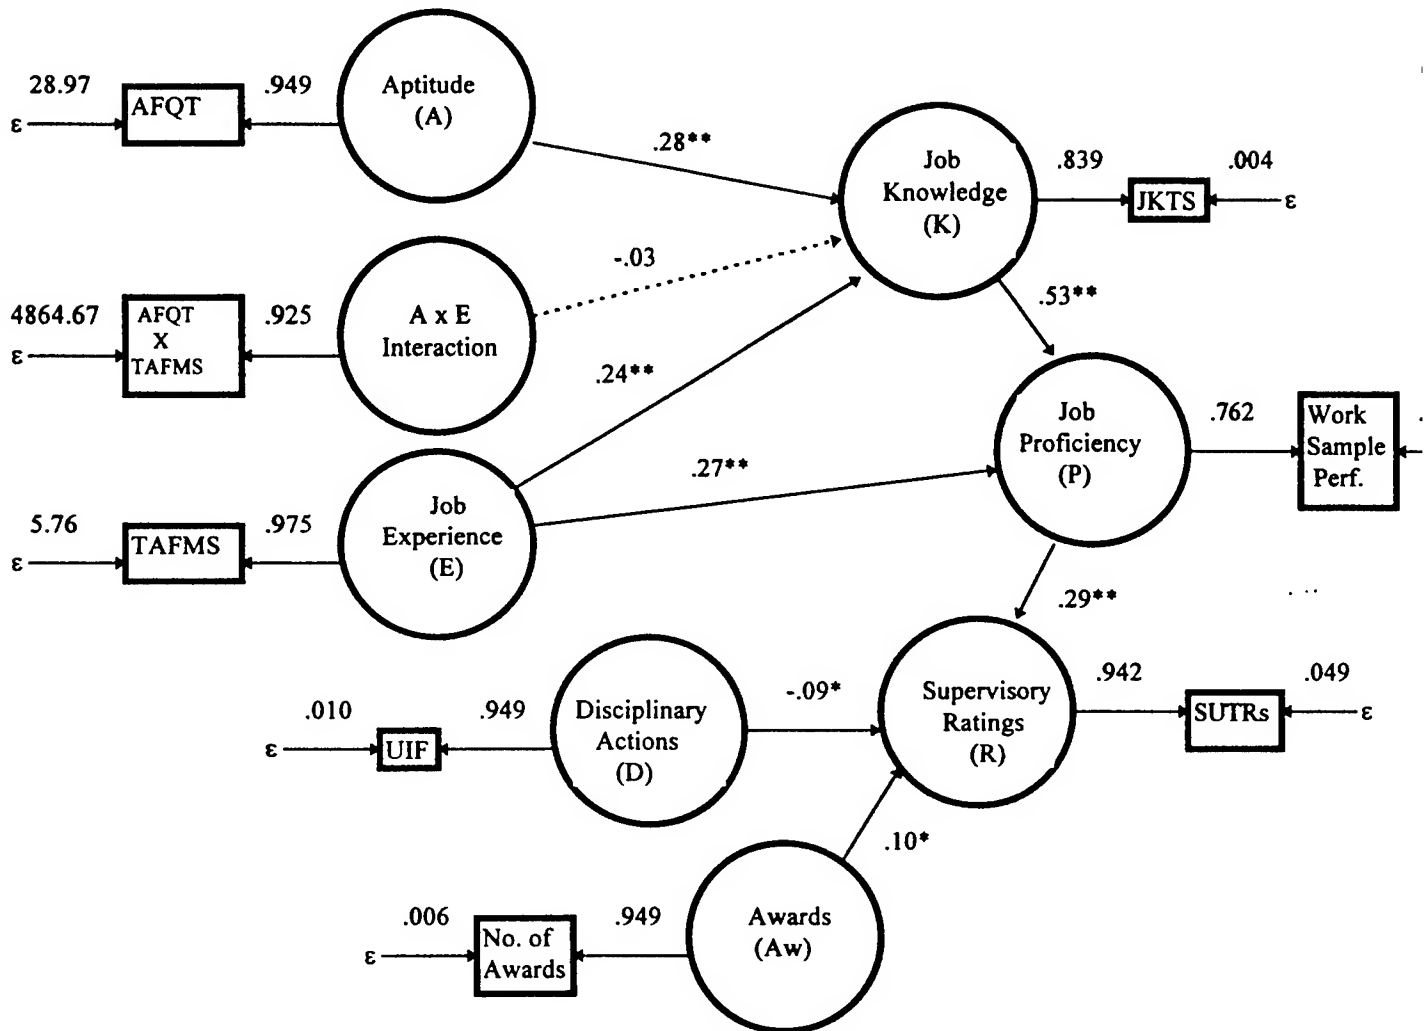 28.97
.949
ε
AFQT
Aptitude
(A)
.28**
Job
Knowledge
(K)
.839
.004
JKTS
ε
4864.67
.925
ε
AFQT
X
TAFMS
A x E
Interaction
-.03
.53**
.24**
Job
Proficiency
(P)
.762
Work
Sample
Perf.
5.76
.975
ε
TAFMS
Job
Experience
(E)
.27**
.29**
.010
.949
ε
UIF
Disciplinary
Actions
(D)
-.09*
Supervisory
Ratings
(R)
.942
.049
SUTRs
ε
.10*
.006
.949
ε
No. of
Awards
Awards
(Aw)